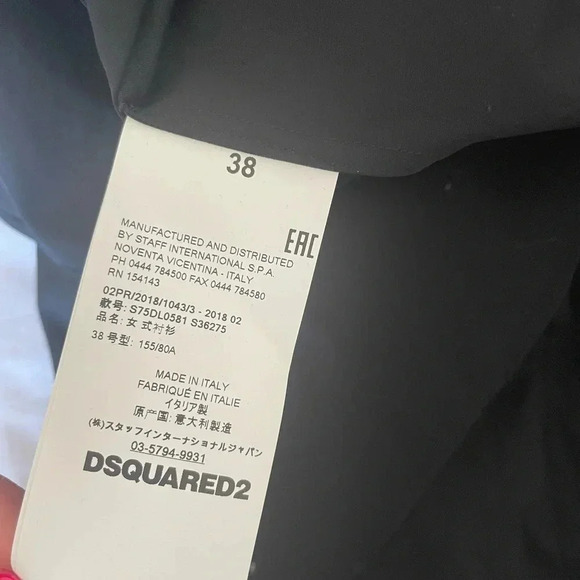 38
MANUFACTURED AND DISTRIBUTED
BY STAFF INTERNATIONAL S.P.A.
NOVENTA VICENTINA - ITALY
PH 0444 784500 FAX 0444 784580
RN 154143
EAC
02PR/2018/1043/3 - 2018 02
款号: S75DL0581 S36275
品名: 女 式衬衫
38 号型: 155/80A
MADE IN ITALY
FABRIQUÉ EN ITALIE
イタリア製
原产国: 意大利製造
(株)スタッフインターナショナルジャパン
03-5794-9931
DSQUARED2